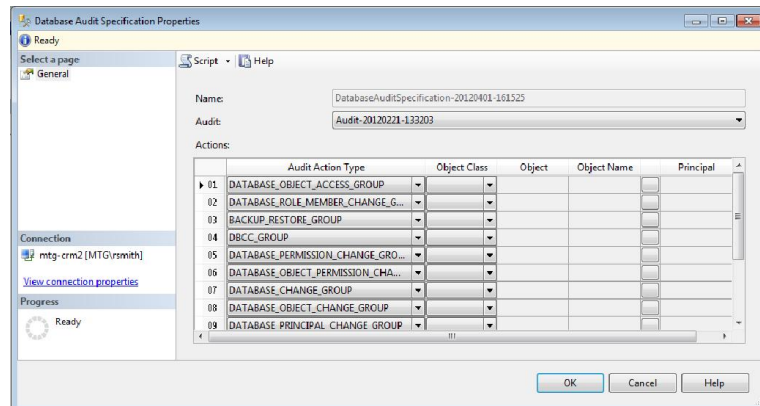 Database Audit Specification Properties
Ready
Select a page
General
Script
Help
Name:
DatabaseAuditSpecification-20120401-161525
Audit:
Audit-20120221-133203
Actions:
Audit Action Type Object Class Object Object Name Principal
01 DATABASE_OBJECT_ACCESS_GROUP
02 DATABASE_ROLE_MEMBER_CHANGE_G...
03 BACKUP_RESTORE_GROUP
04 DBCC_GROUP
05 DATABASE_PERMISSION_CHANGE_GRO...
06 DATABASE_OBJECT_PERMISSION_CHA...
07 DATABASE_CHANGE_GROUP
08 DATABASE_OBJECT_CHANGE_GROUP
09 DATABASE_PRINCIPAL_CHANGE_GROUP
Connection
mtg-crm2 [MTG\rsmith]
View connection properties
Progress
Ready
OK Cancel Help